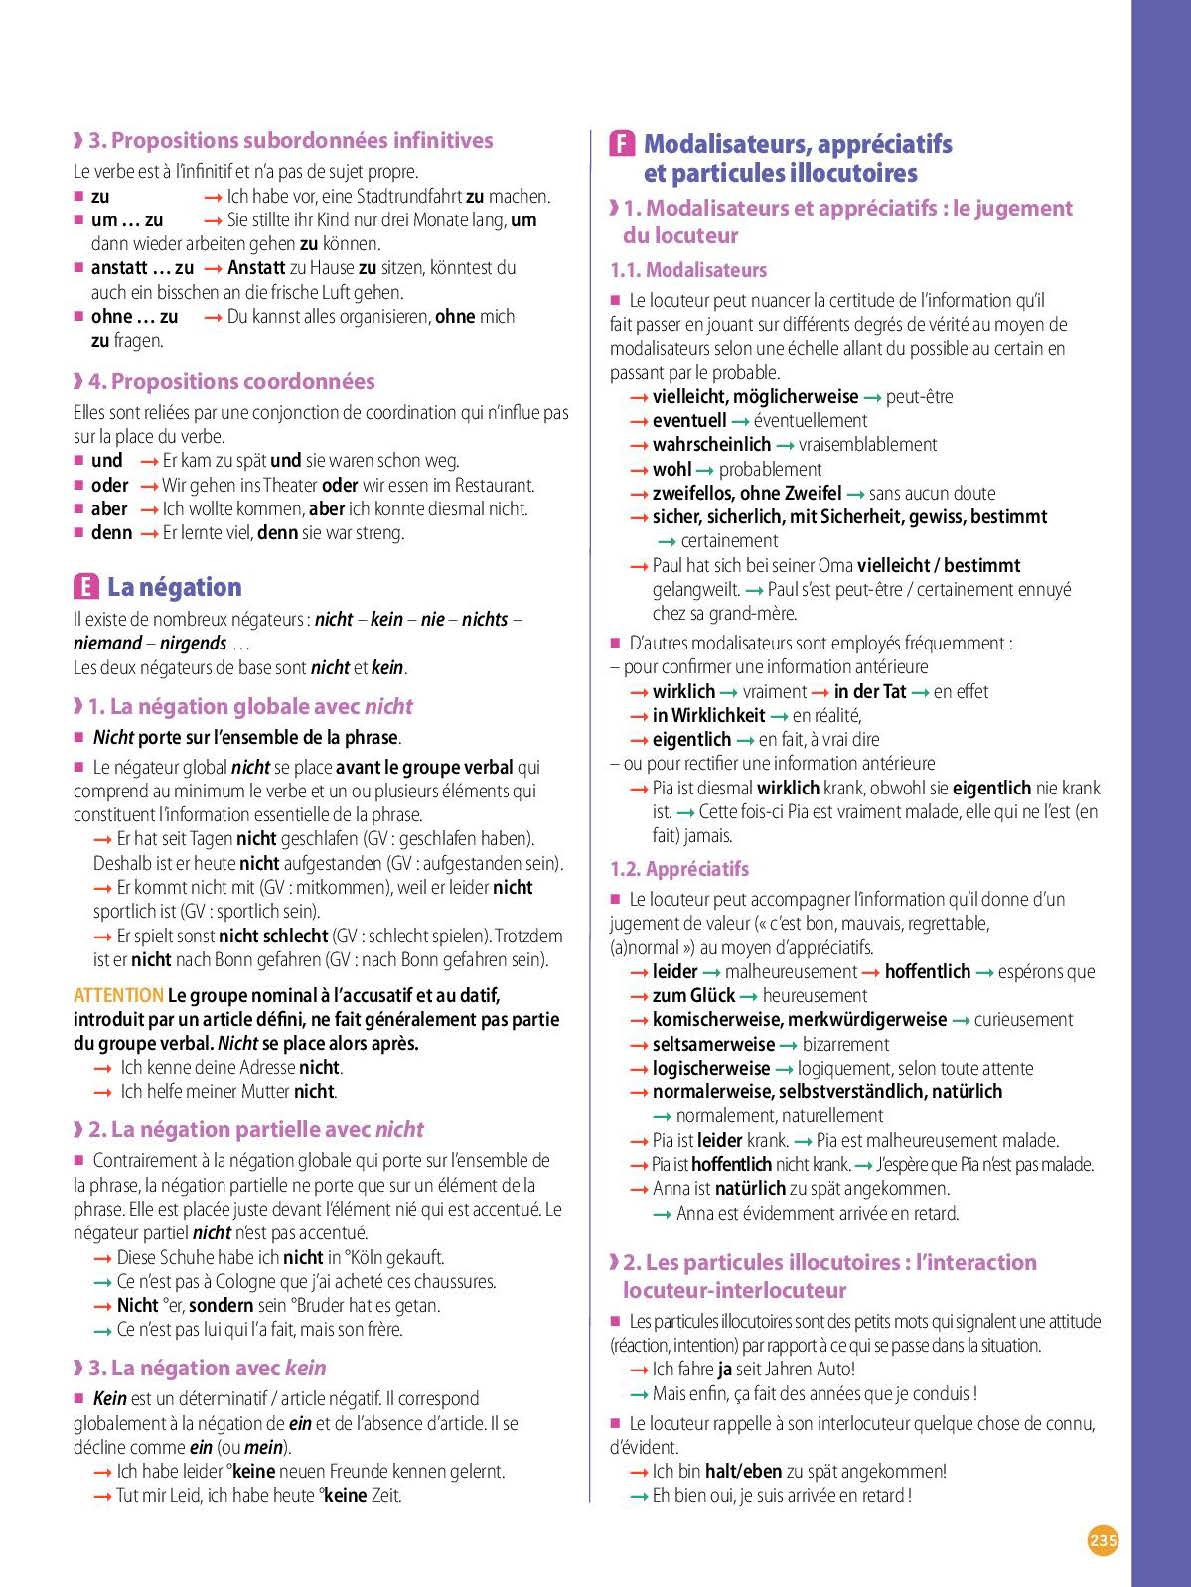 ❱ 3. Propositions subordonnées infinitives
Le verbe est à l'infinitif et n'a pas de sujet propre.
■ zu → Ich habe vor, eine Stadtrundfahrt zu machen.
■ um … zu → Sie stillte ihr Kind nur drei Monate lang, um
dann wieder arbeiten gehen zu können.
■ anstatt … zu → Anstatt zu Hause zu sitzen, könntest du
auch ein bisschen an die frische Luft gehen.
■ ohne … zu → Du kannst alles organisieren, ohne mich
zu fragen.
❱ 4. Propositions coordonnées
Elles sont reliées par une conjonction de coordination qui n'influe pas
sur la place du verbe.
■ und → Er kam zu spät und sie waren schon weg.
■ oder → Wir gehen ins Theater oder wir essen im Restaurant.
■ aber → Ich wollte kommen, aber ich konnte diesmal nicht.
■ denn → Er lernte viel, denn sie war streng.
E La négation
Il existe de nombreux négateurs : nicht – kein – nie – nichts –
niemand – nirgends …
Les deux négateurs de base sont nicht et kein.
❱ 1. La négation globale avec nicht
■ Nicht porte sur l'ensemble de la phrase.
■ Le négateur global nicht se place avant le groupe verbal qui
comprend au minimum le verbe et un ou plusieurs éléments qui
constituent l'information essentielle de la phrase.
→ Er hat seit Tagen nicht geschlafen (GV : geschlafen haben).
Deshalb ist er heute nicht aufgestanden (GV : aufgestanden sein).
→ Er kommt nicht mit (GV : mitkommen), weil er leider nicht
sportlich ist (GV : sportlich sein).
→ Er spielt sonst nicht schlecht (GV : schlecht spielen). Trotzdem
ist er nicht nach Bonn gefahren (GV : nach Bonn gefahren sein).
ATTENTION Le groupe nominal à l'accusatif et au datif,
introduit par un article défini, ne fait généralement pas partie
du groupe verbal. Nicht se place alors après.
→ Ich kenne deine Adresse nicht.
→ Ich helfe meiner Mutter nicht.
❱ 2. La négation partielle avec nicht
■ Contrairement à la négation globale qui porte sur l'ensemble de
la phrase, la négation partielle ne porte que sur un élément de la
phrase. Elle est placée juste devant l'élément nié qui est accentué. Le
négateur partiel nicht n'est pas accentué.
→ Diese Schuhe habe ich nicht in °Köln gekauft.
→ Ce n'est pas à Cologne que j'ai acheté ces chaussures.
→ Nicht °er, sondern sein °Bruder hat es getan.
→ Ce n'est pas lui qui l'a fait, mais son frère.
❱ 3. La négation avec kein
■ Kein est un déterminatif / article négatif. Il correspond
globalement à la négation de ein et de l'absence d'article. Il se
décline comme ein (ou mein).
→ Ich habe leider °keine neuen Freunde kennen gelernt.
→ Tut mir Leid, ich habe heute °keine Zeit.
F Modalisateurs, appréciatifs
et particules illocutoires
❱ 1. Modalisateurs et appréciatifs : le jugement
du locuteur
1.1. Modalisateurs
■ Le locuteur peut nuancer la certitude de l'information qu'il
fait passer en jouant sur différents degrés de vérité au moyen de
modalisateurs selon une échelle allant du possible au certain en
passant par le probable.
→ vielleicht, möglicherweise → peut-être
→ eventuell → éventuellement
→ wahrscheinlich → vraisemblablement
→ wohl → probablement
→ zweifellos, ohne Zweifel → sans aucun doute
→ sicher, sicherlich, mit Sicherheit, gewiss, bestimmt
→ certainement
→ Paul hat sich bei seiner Oma vielleicht / bestimmt
gelangweilt. → Paul s'est peut-être / certainement ennuyé
chez sa grand-mère.
■ D'autres modalisateurs sont employés fréquemment :
– pour confirmer une information antérieure
→ wirklich → vraiment → in der Tat → en effet
→ in Wirklichkeit → en réalité,
→ eigentlich → en fait, à vrai dire
– ou pour rectifier une information antérieure
→ Pia ist diesmal wirklich krank, obwohl sie eigentlich nie krank
ist. → Cette fois-ci Pia est vraiment malade, elle qui ne l'est (en
fait) jamais.
1.2. Appréciatifs
■ Le locuteur peut accompagner l'information qu'il donne d'un
jugement de valeur (« c'est bon, mauvais, regrettable,
(a)normal ») au moyen d'appréciatifs.
→ leider → malheureusement → hoffentlich → espérons que
→ zum Glück → heureusement
→ komischerweise, merkwürdigerweise → curieusement
→ seltsamerweise → bizarrement
→ logischerweise → logiquement, selon toute attente
→ normalerweise, selbstverständlich, natürlich
→ normalement, naturellement
→ Pia ist leider krank. → Pia est malheureusement malade.
→ Pia ist hoffentlich nicht krank. → J'espère que Pia n'est pas malade.
→ Anna ist natürlich zu spät angekommen.
→ Anna est évidemment arrivée en retard.
❱ 2. Les particules illocutoires : l'interaction
locuteur-interlocuteur
■ Les particules illocutoires sont des petits mots qui signalent une attitude
(réaction, intention) par rapport à ce qui se passe dans la situation.
→ Ich fahre ja seit Jahren Auto!
→ Mais enfin, ça fait des années que je conduis !
■ Le locuteur rappelle à son interlocuteur quelque chose de connu,
d'évident.
→ Ich bin halt/eben zu spät angekommen!
→ Eh bien oui, je suis arrivée en retard !
235